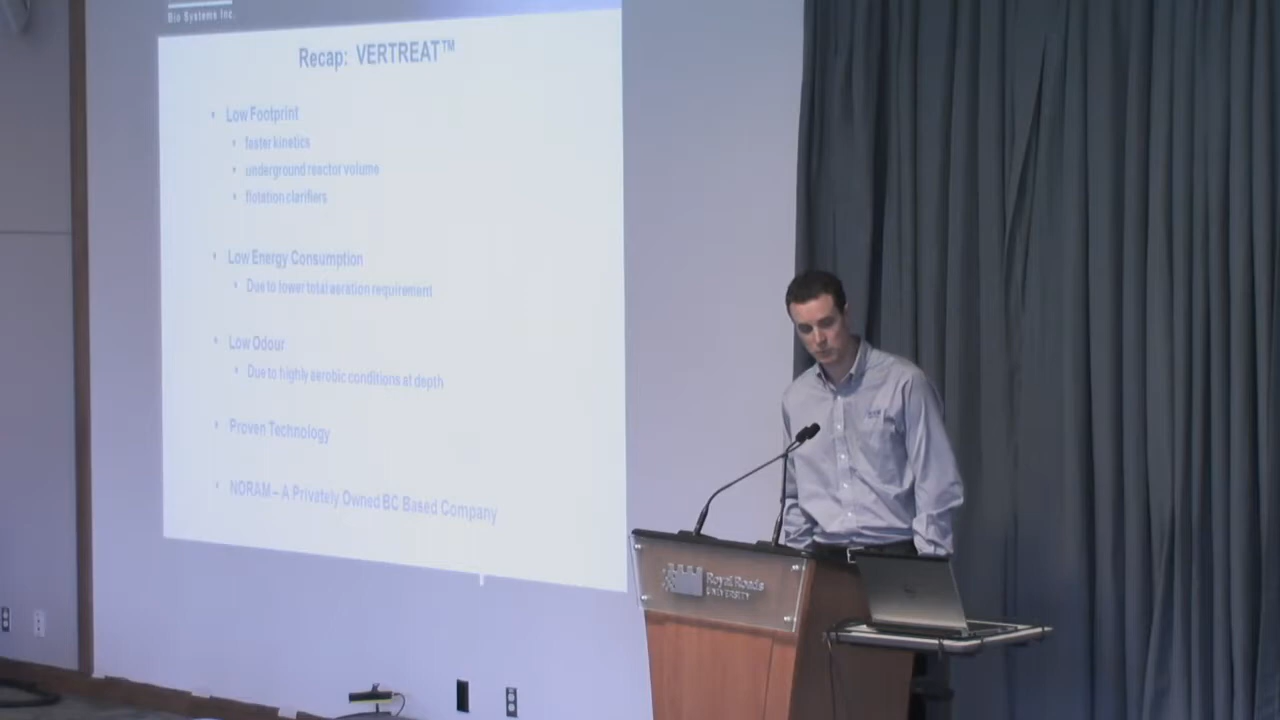 Bio Systems Inc.
Recap: VERTREAT™
• Low Footprint
• faster kinetics
• underground reactor volume
• flotation clarifiers
• Low Energy Consumption
• Due to lower total aeration requirement
• Low Odour
• Due to highly aerobic conditions at depth
• Proven Technology
• NORAM – A Privately Owned BC Based Company
Royal Roads
UNIVERSITY